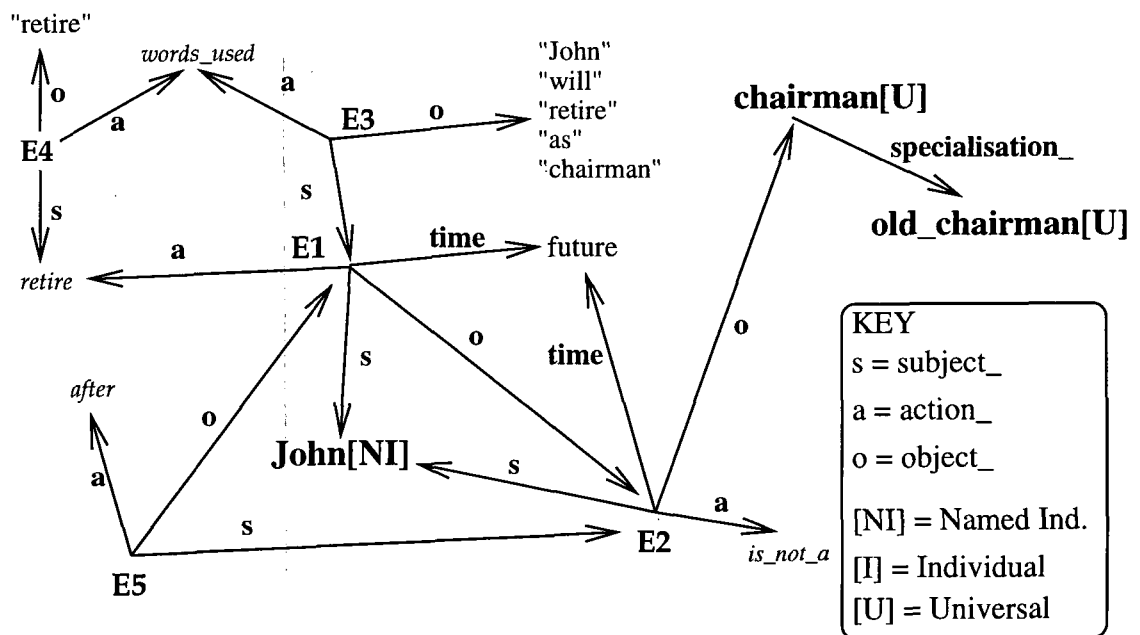 "retire"
words_used
"John"
"will"
"retire"
"as"
"chairman"
chairman[U]
o
a
a
E3
o
E4
specialisation_
s
s
old_chairman[U]
E1
time
future
a
retire
o
o
KEY
s = subject_
a = action_
o = object_
[NI] = Named Ind.
[I] = Individual
[U] = Universal
s
time
after
o
John[NI]
s
a
s
a
E2
is_not_a
E5